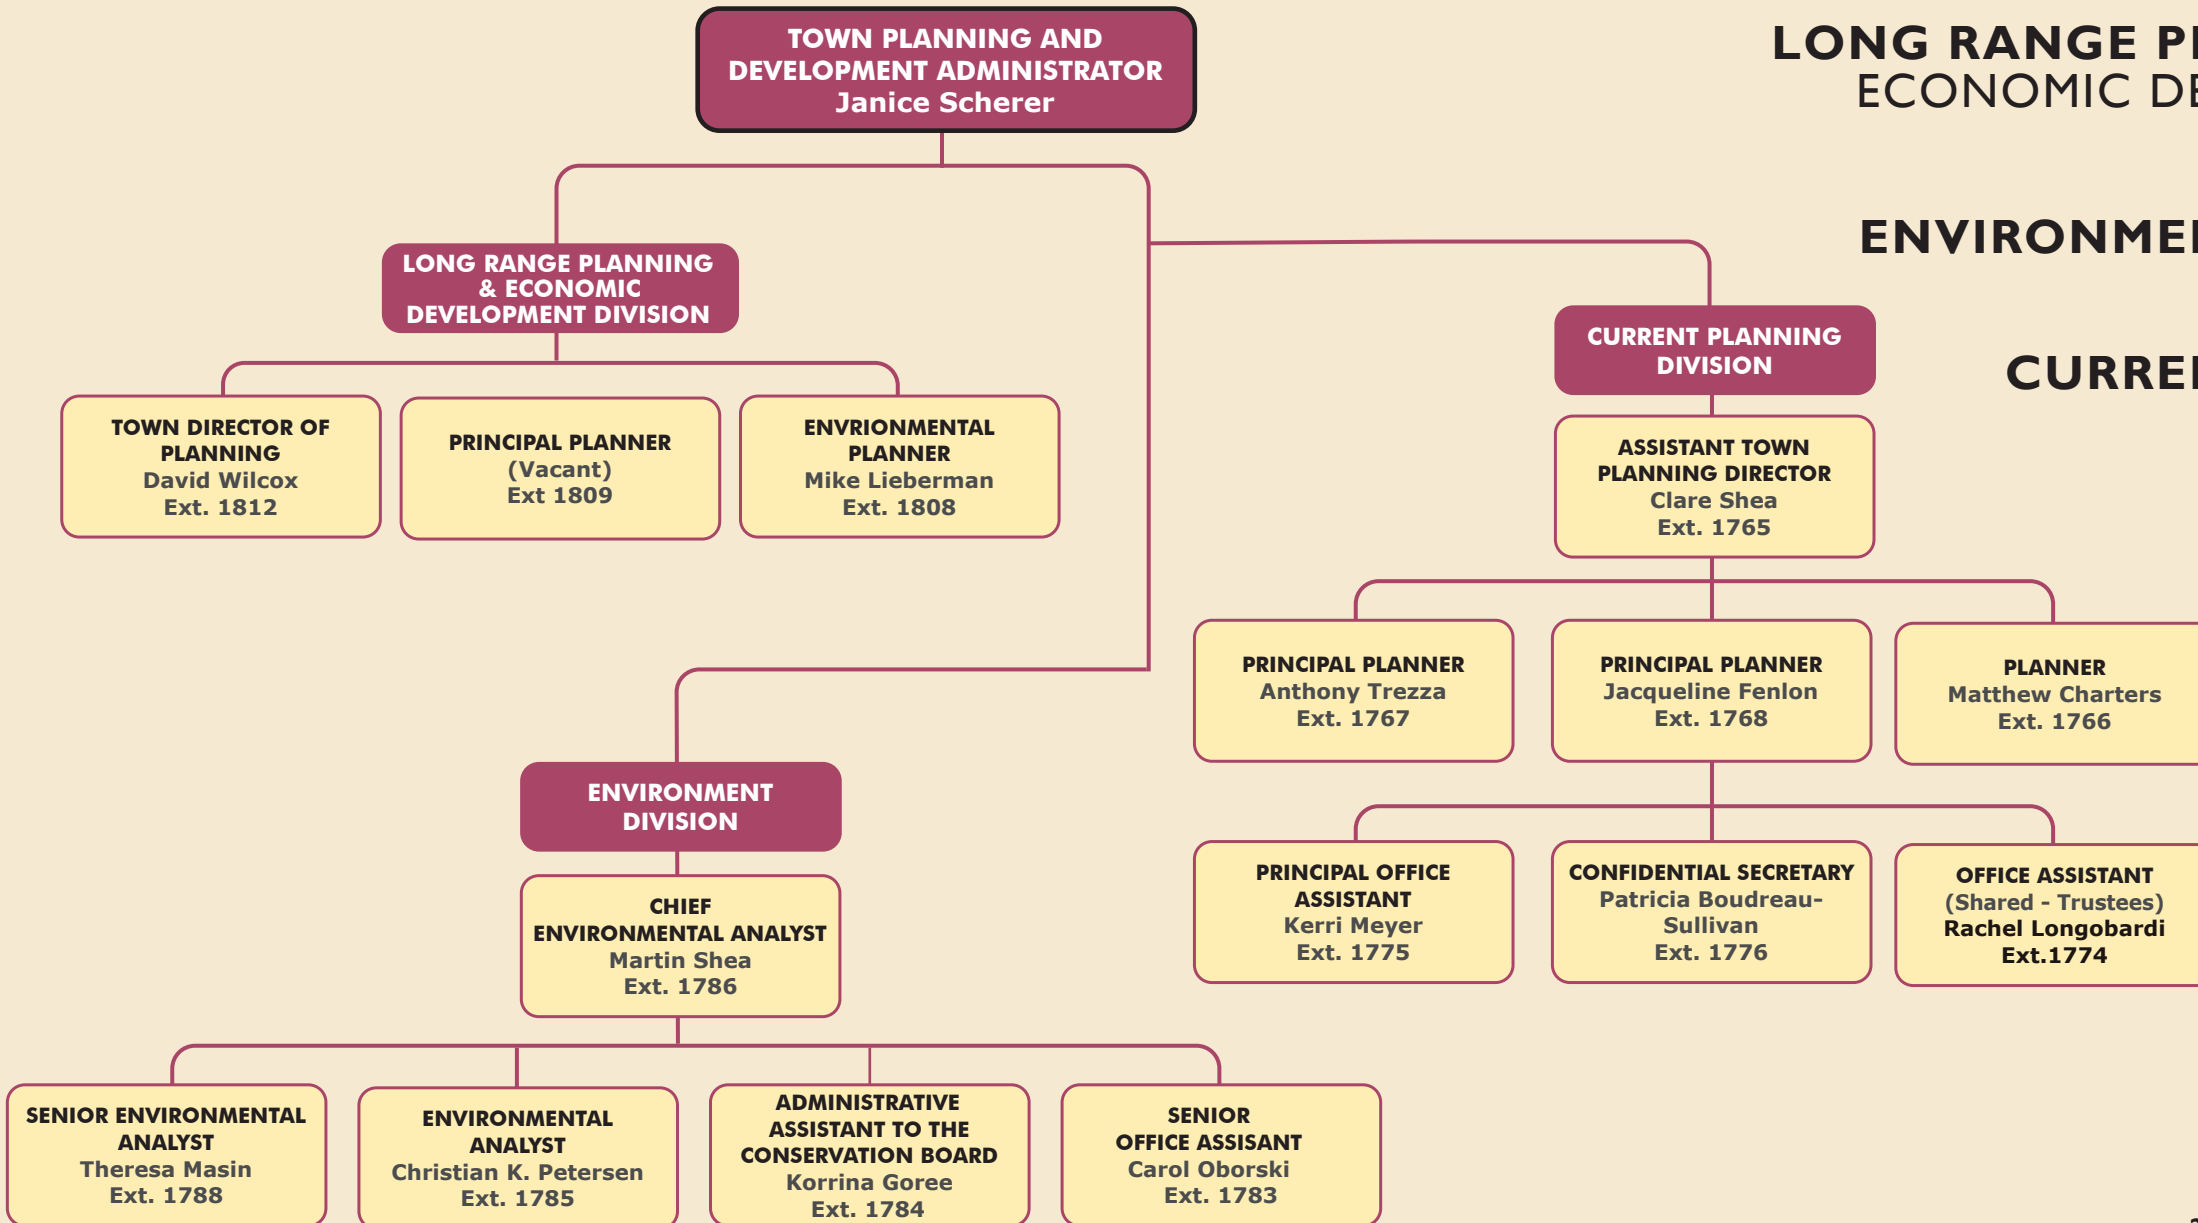 TOWN PLANNING AND
DEVELOPMENT ADMINISTRATOR
Janice Scherer
LONG RANGE
ECONOMIC
LONG RANGE PLANNING
& ECONOMIC
DEVELOPMENT DIVISION
CURRENT PLANNING
DIVISION
TOWN DIRECTOR OF
PLANNING
David Wilcox
Ext. 1812
PRINCIPAL PLANNER
(Vacant)
Ext 1809
ENVRIONMENTAL
PLANNER
Mike Lieberman
Ext. 1808
ASSISTANT TOWN
PLANNING DIRECTOR
Clare Shea
Ext. 1765
PRINCIPAL PLANNER
Anthony Trezza
Ext. 1767
PRINCIPAL PLANNER
Jacqueline Fenlon
Ext. 1768
PLANNER
Matthew Charters
Ext. 1766
PRINCIPAL OFFICE
ASSISTANT
Kerri Meyer
Ext. 1775
CONFIDENTIAL SECRETARY
Patricia Boudreau-
Sullivan
Ext. 1776
OFFICE ASSISTANT
(Shared - Trustees)
Rachel Longobardi
Ext.1774
ENVIRONMENT
DIVISION
CHIEF
ENVIRONMENTAL ANALYST
Martin Shea
Ext. 1786
SENIOR ENVIRONMENTAL
ANALYST
Theresa Masin
Ext. 1788
ENVIRONMENTAL
ANALYST
Christian K. Petersen
Ext. 1785
ADMINISTRATIVE
ASSISTANT TO THE
CONSERVATION BOARD
Korrina Goree
Ext. 1784
SENIOR
OFFICE ASSISANT
Carol Oborski
Ext. 1783